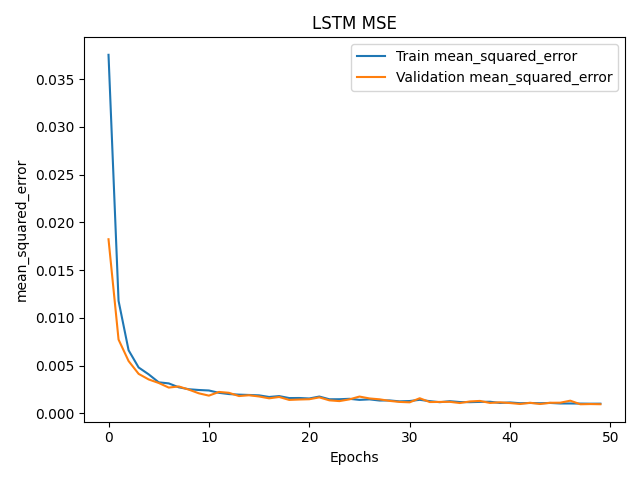 LSTM MSE
Train mean_squared_error
Validation mean_squared_error
mean_squared_error
0.035
0.030
0.025
0.020
0.015
0.010
0.005
0.000
0 10 20 30 40 50
Epochs